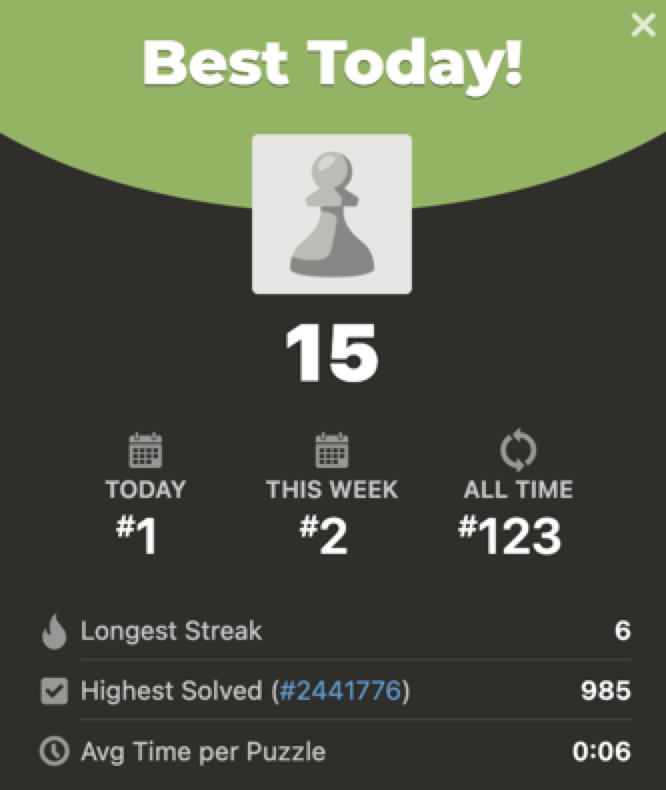 Best Today!
15
TODAY THIS WEEK ALL TIME
#1 #2 #123
Longest Streak 6
Highest Solved (#2441776) 985
Avg Time per Puzzle 0:06